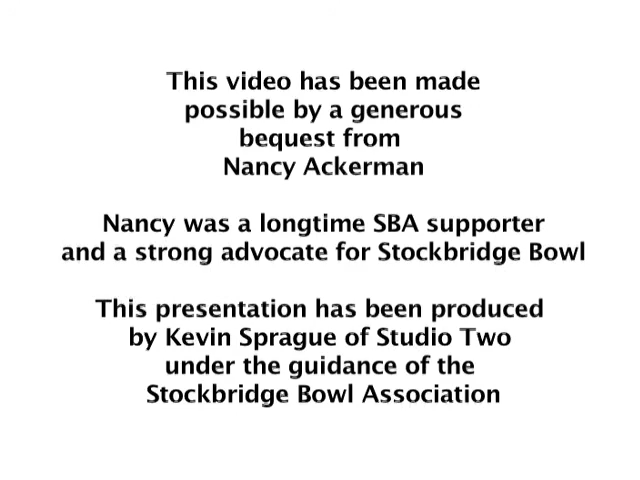 This video has been made
possible by a generous
bequest from
Nancy Ackerman
Nancy was a longtime SBA supporter
and a strong advocate for Stockbridge Bowl
This presentation has been produced
by Kevin Sprague of Studio Two
under the guidance of the
Stockbridge Bowl Association